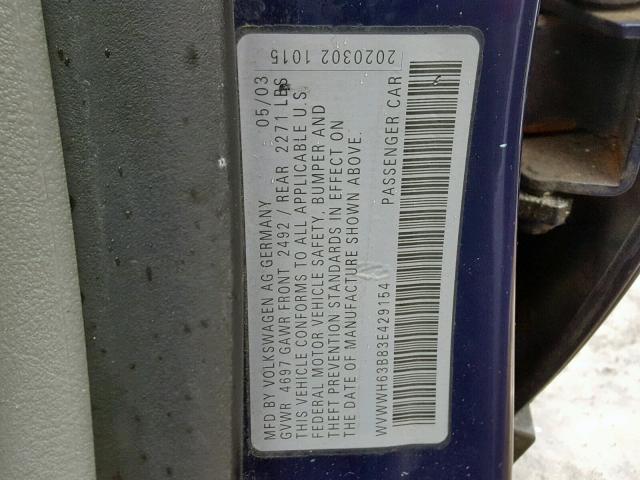 MFD BY VOLKSWAGEN AG GERMANY 05/03
GVWR 4697 GAWR FRONT 2492 / REAR 2271 LBS
THIS VEHICLE CONFORMS TO ALL APPLICABLE U.S.
FEDERAL MOTOR VEHICLE SAFETY, BUMPER AND
THEFT PREVENTION STANDARDS IN EFFECT ON
THE DATE OF MANUFACTURE SHOWN ABOVE.
2020302 1015
WVWWH63B83E429154 PASSENGER CAR